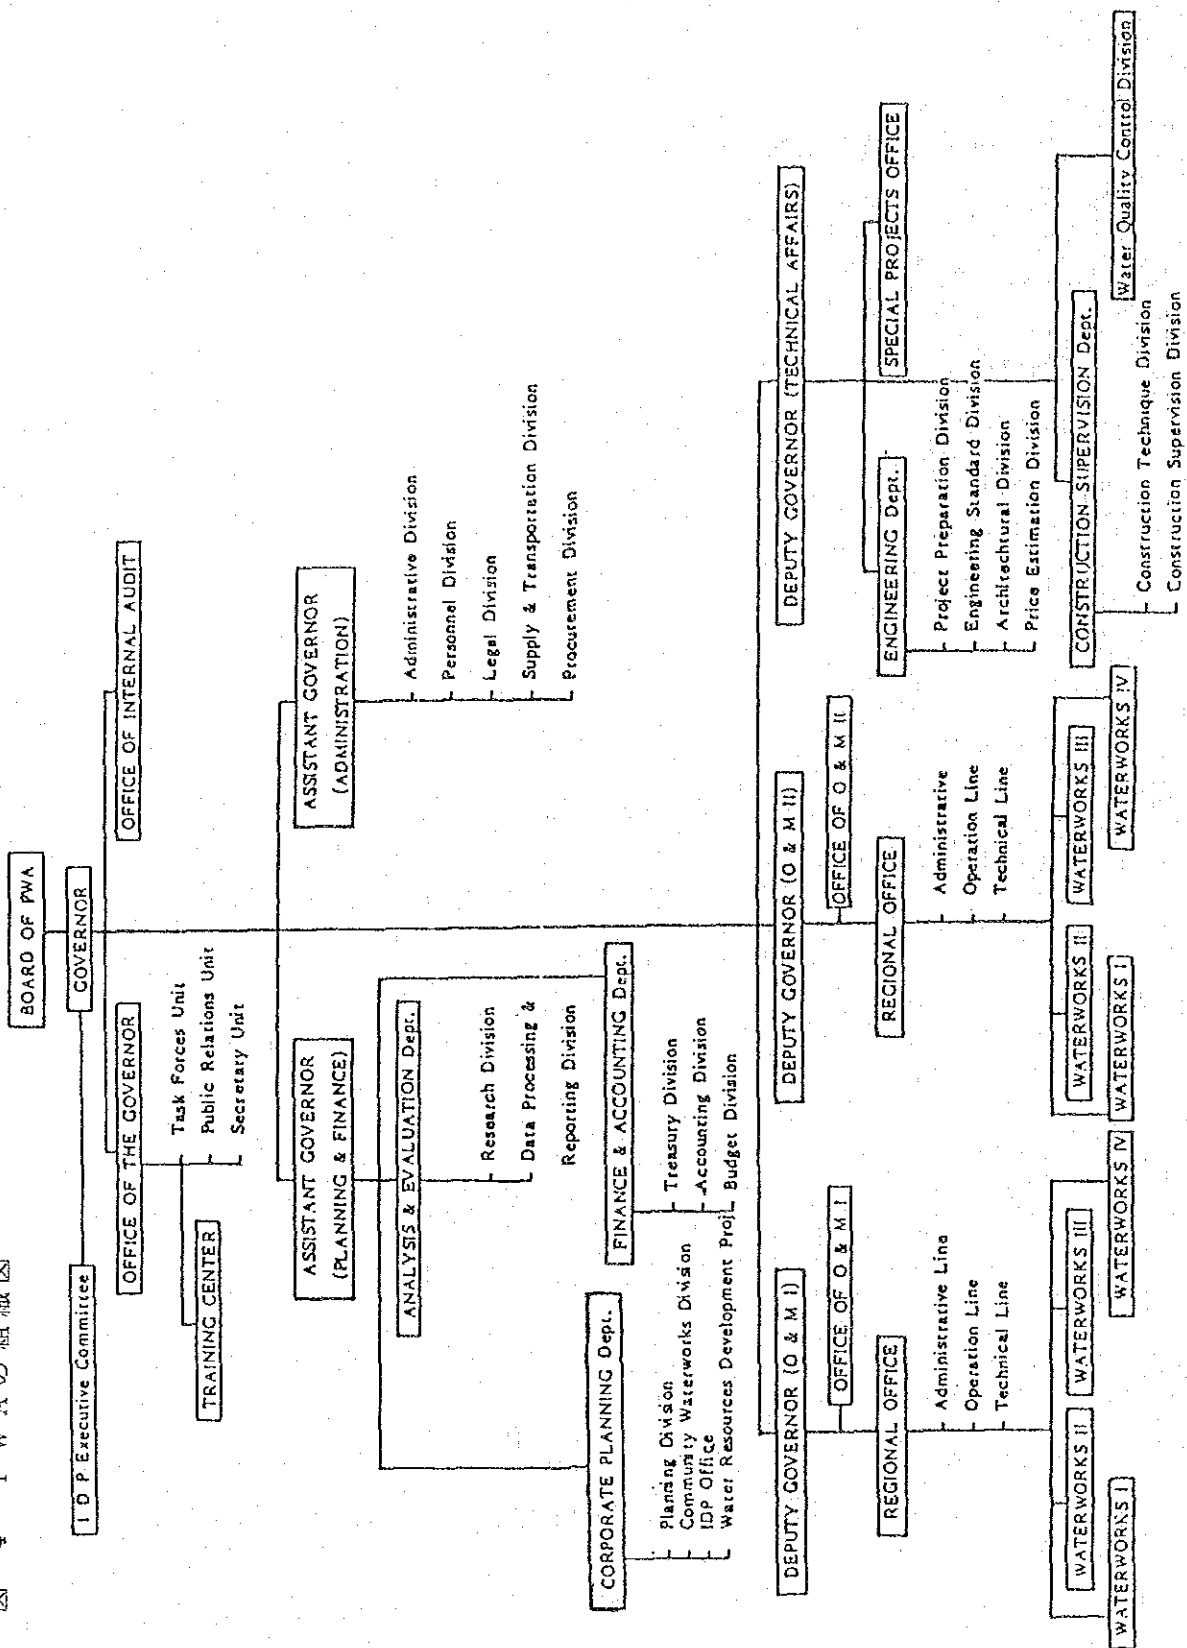 の組織図
BOARD OF PWA
I D P Executive Committee
GOVERNOR
OFFICE OF THE GOVERNOR
OFFICE OF INTERNAL AUDIT
Task Forces Unit
Public Relations Unit
Secretary Unit
TRAINING CENTER
ASSISTANT GOVERNOR
(PLANNING & FINANCE)
ASSISTANT GOVERNOR
(ADMINISTRATION)
Administrative Division
Personnel Division
Legal Division
Supply & Transportation Division
Procurement Division
ANALYSIS & EVALUATION Dept.
Research Division
Data Processing &
Reporting Division
CORPORATE PLANNING Dept.
Planning Division
Community Waterworks Division
IDP Office
Water Resources Development Proj.
FINANCE & ACCOUNTING Dept.
Treasury Division
Accounting Division
Budget Division
DEPUTY GOVERNOR (O & M I)
DEPUTY GOVERNOR (O & M II)
DEPUTY GOVERNOR (TECHNICAL AFFAIRS)
OFFICE OF O & M I
REGIONAL OFFICE
Administrative Line
Operation Line
Technical Line
WATERWORKS II
WATERWORKS III
WATERWORKS I
WATERWORKS IV
OFFICE OF O & M II
REGIONAL OFFICE
Administrative
Operation Line
Technical Line
WATERWORKS II
WATERWORKS III
WATERWORKS I
WATERWORKS IV
ENGINEERING Dept.
SPECIAL PROJECTS OFFICE
Project Preparation Division
Engineering Standard Division
Architechtural Division
Price Estimation Division
CONSTRUCTION SUPERVISION Dept.
Water Quality Control Division
Construction Technique Division
Construction Supervision Division